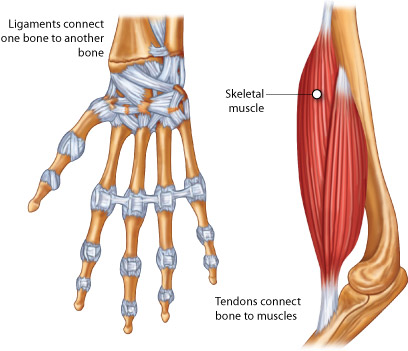 Ligaments connect
one bone to another
bone
Skeletal
muscle
Tendons connect
bone to muscles